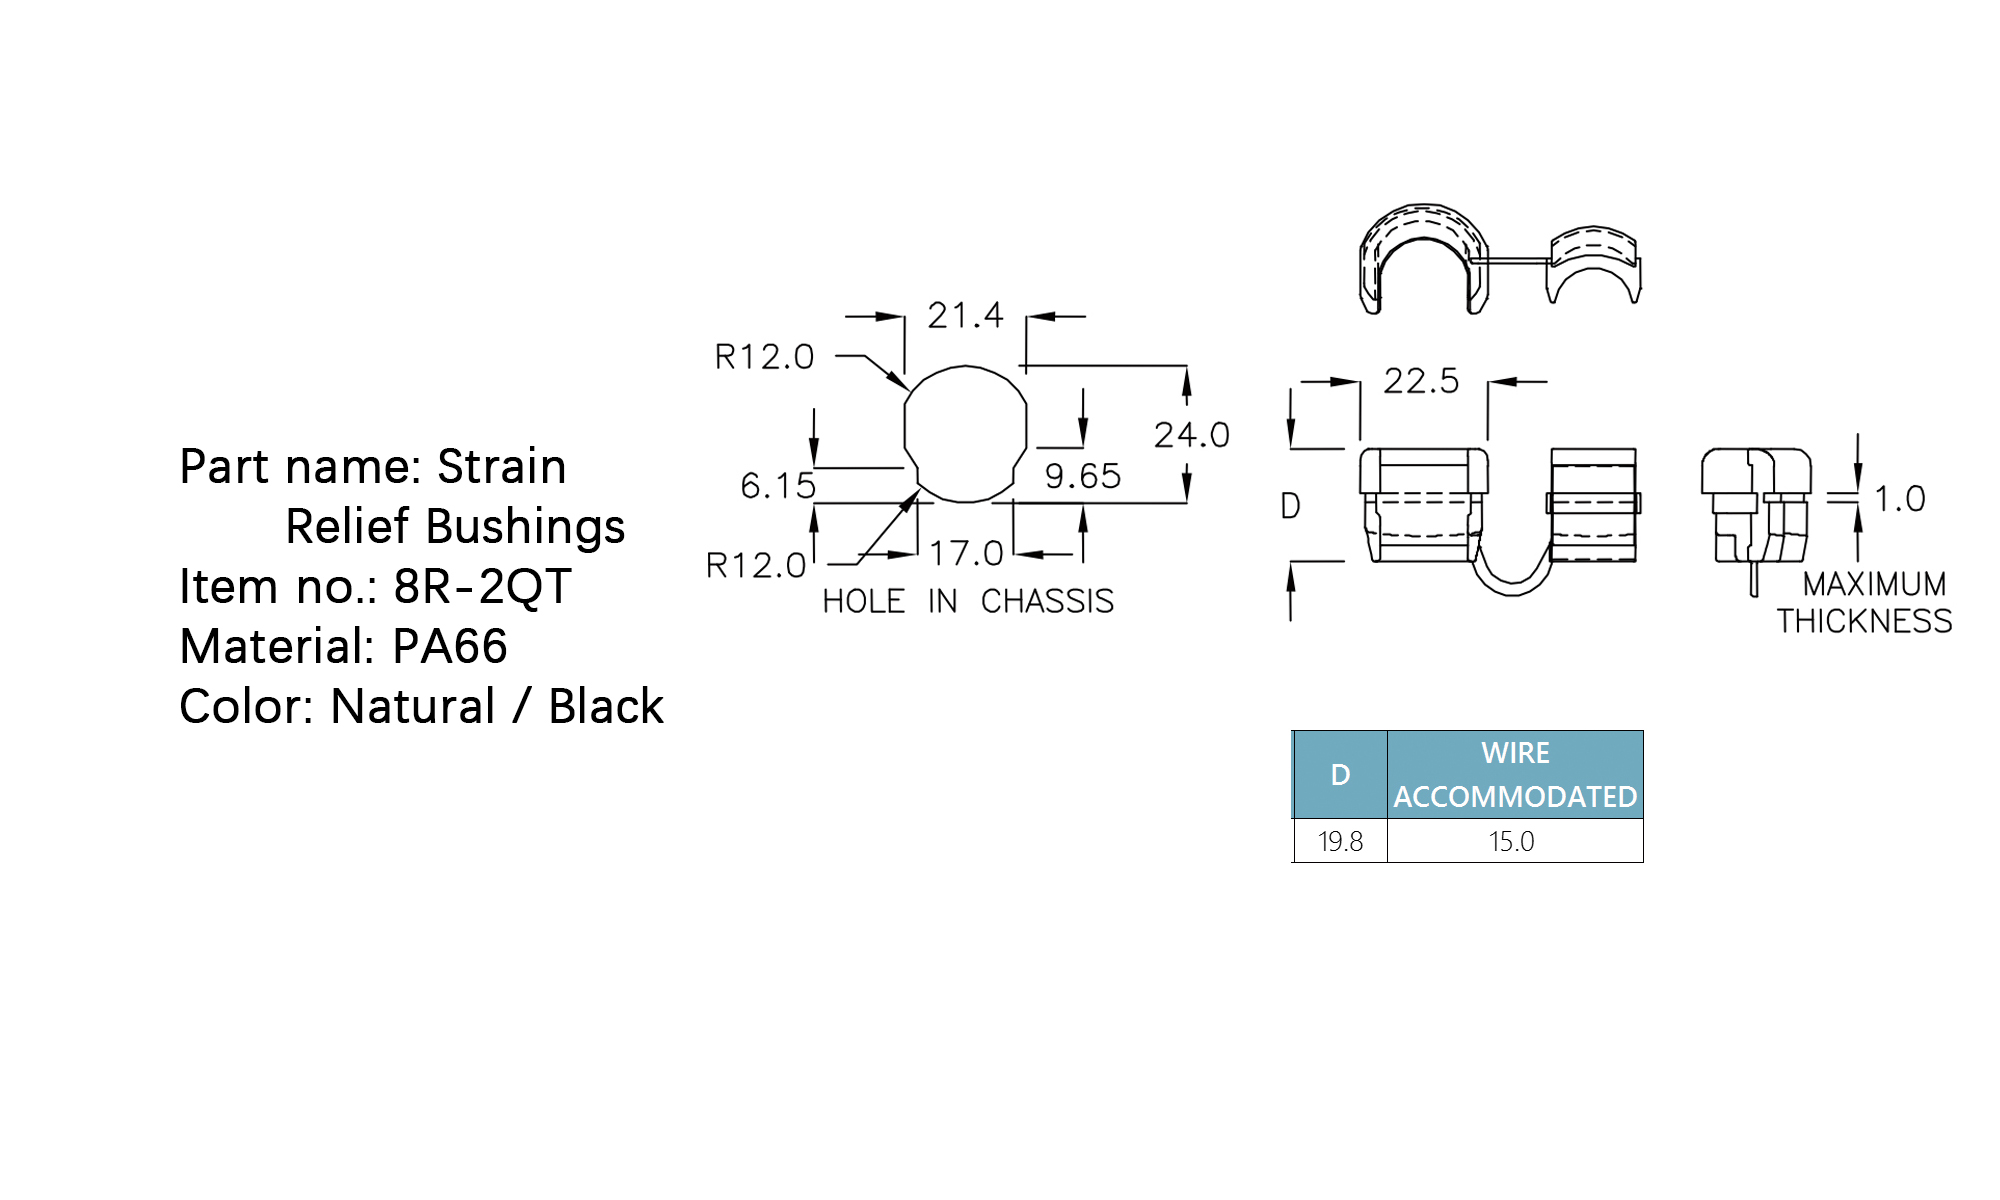 Part name: Strain
Relief Bushings
Item no.: 8R-2QT
Material: PA66
Color: Natural / Black
21.4
R12.0
24.0
6.15
9.65
R12.0
17.0
HOLE IN CHASSIS
22.5
D
1.0
MAXIMUM
THICKNESS
D
WIRE
ACCOMMODATED
19.8 15.0